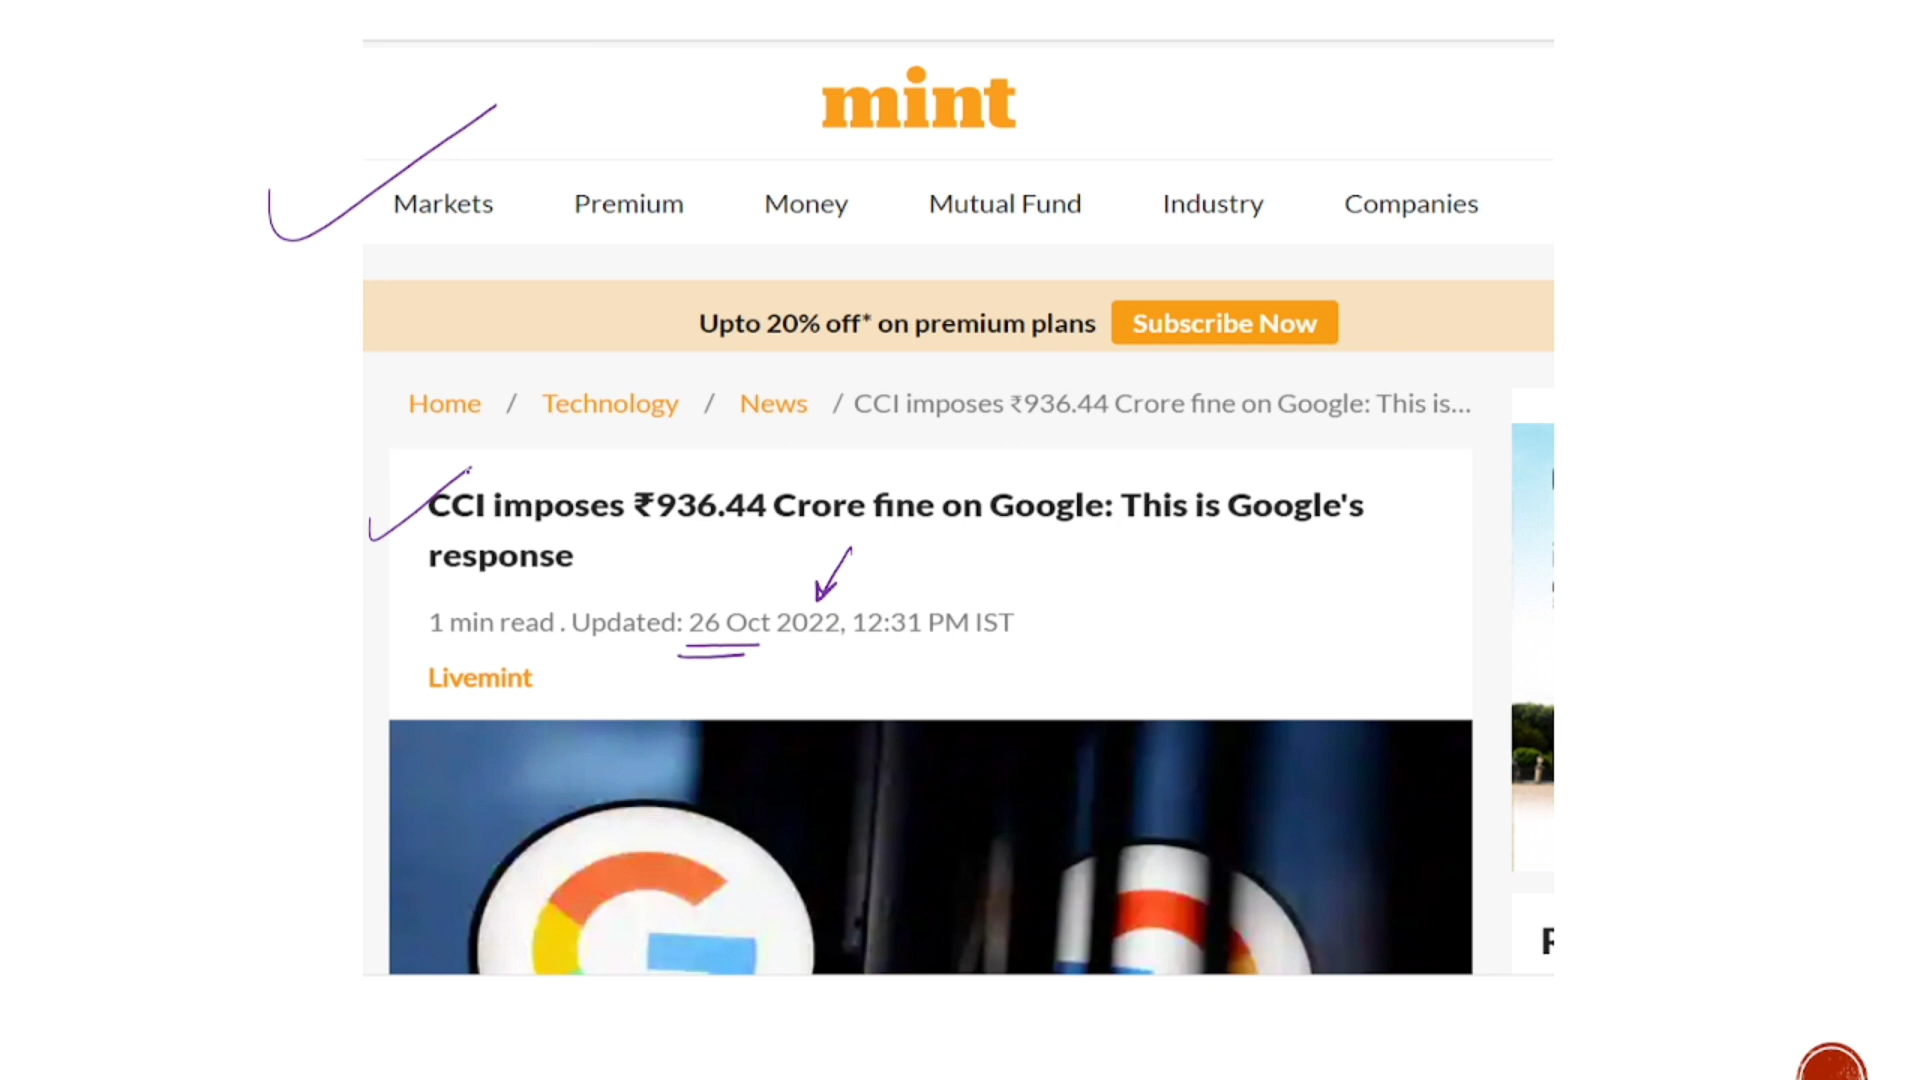 mint
Markets Premium Money Mutual Fund Industry Companies
Upto 20% off* on premium plans Subscribe Now
Home / Technology / News / CCI imposes ₹936.44 Crore fine on Google: This is...
CCI imposes ₹936.44 Crore fine on Google: This is Google's
response
1 min read . Updated: 26 Oct 2022, 12:31 PM IST
Livemint